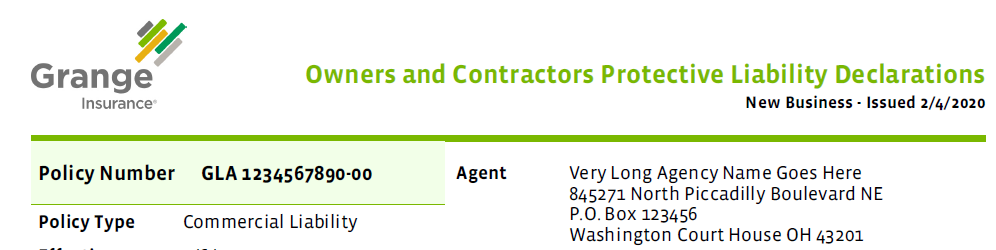 Grange
Insurance®
Owners and Contractors Protective Liability Declarations
New Business - Issued 2/4/2020
Policy Number GLA 1234567890-00
Agent Very Long Agency Name Goes Here
845271 North Piccadilly Boulevard NE
P.O. Box 123456
Washington Court House OH 43201
Policy Type Commercial Liability